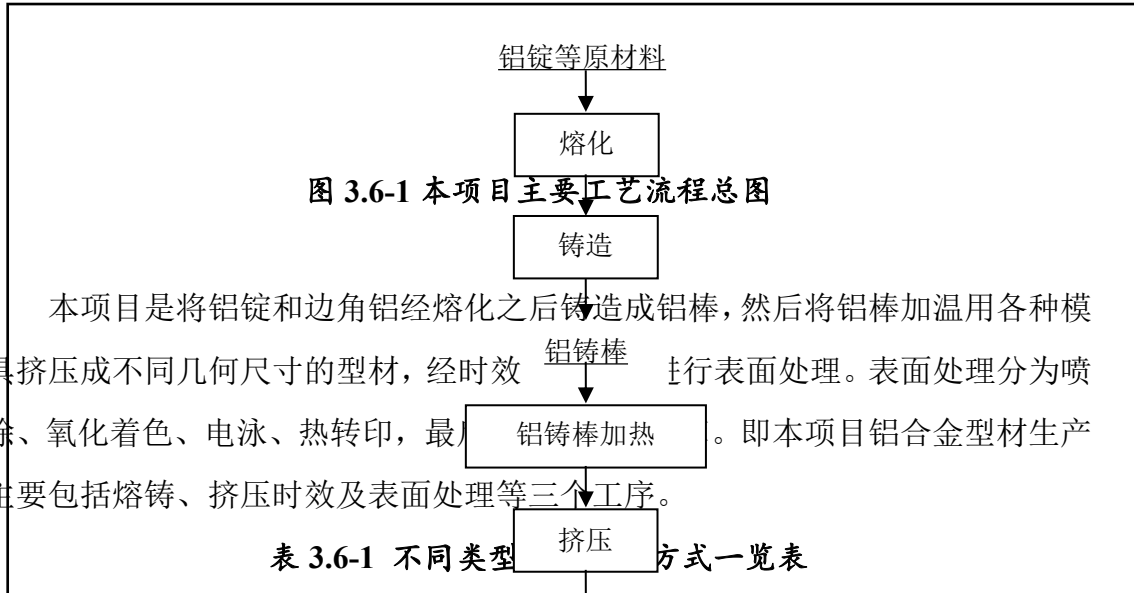 铝锭等原材料
熔化
图 3.6-1 本项目主要工艺流程总图
铸造
本项目是将铝锭和边角铝经熔化之后铸造成铝棒，然后将铝棒加温用各种模
具挤压成不同几何尺寸的型材，经时效
铝铸棒
行表面处理。表面处理分为喷
涂、氧化着色、电泳、热转印，最
铝铸棒加热
。即本项目铝合金型材生产
主要包括熔铸、挤压时效及表面处理等三个工序。
表 3.6-1 不同类型
挤压
方式一览表